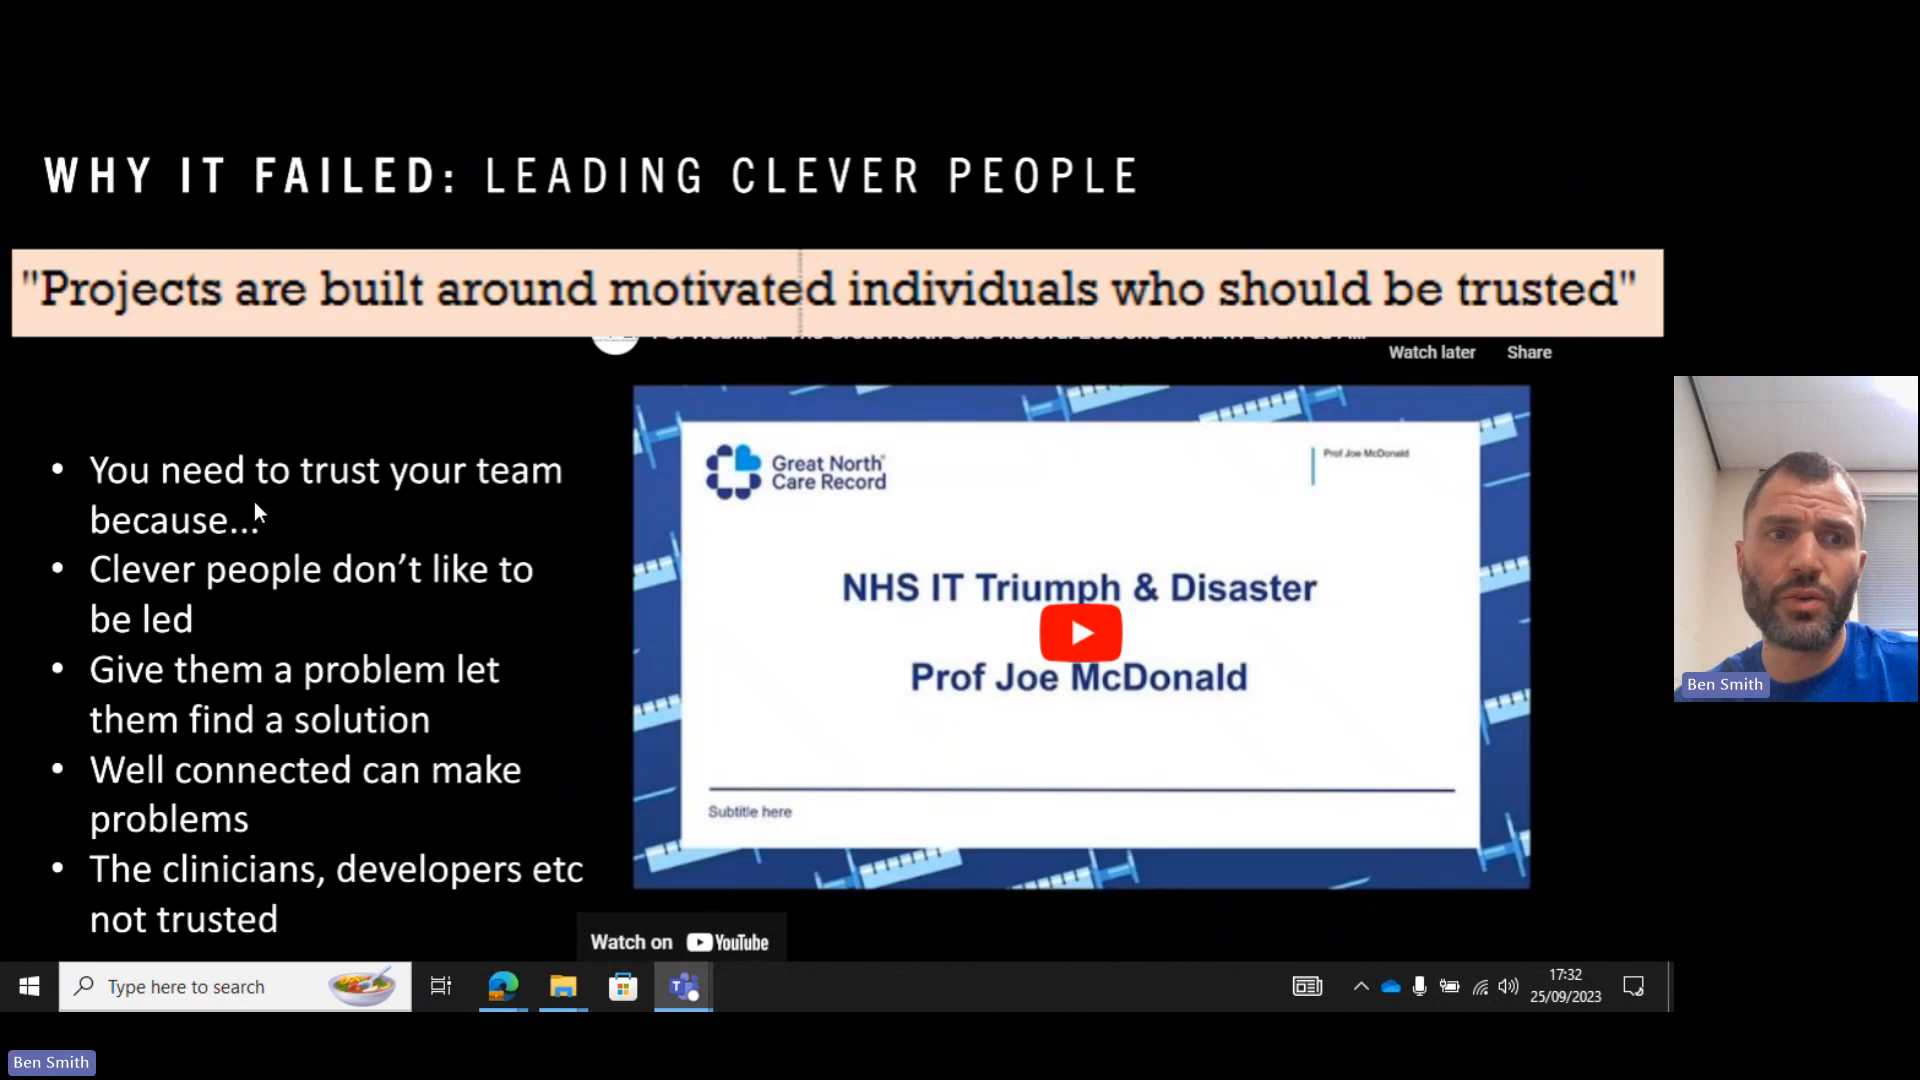 WHY IT FAILED: LEADING CLEVER PEOPLE
"Projects are built around motivated individuals who should be trusted"
Watch later Share
You need to trust your team
because...
Clever people don’t like to
be led
Give them a problem let
them find a solution
Well connected can make
problems
The clinicians, developers etc
not trusted
Great North
Care Record
Prof Joe McDonald
NHS IT Triumph & Disaster
Prof Joe McDonald
Subtitle here
Watch on YouTube
Ben Smith
Type here to search
17:32
25/09/2023
Ben Smith